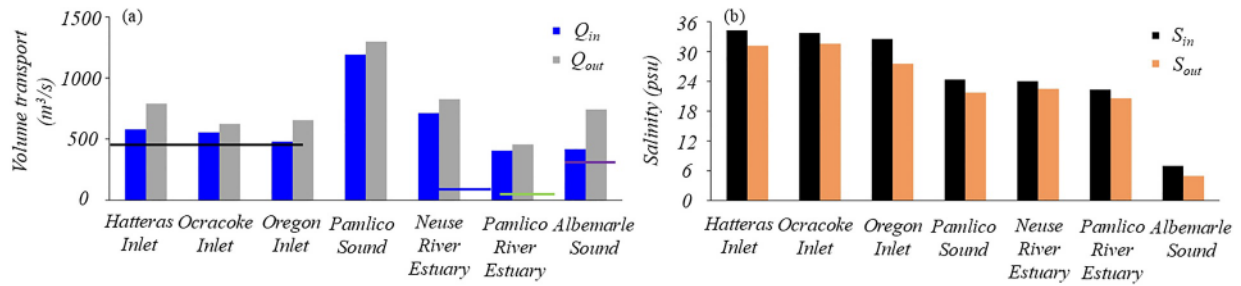 (a)
Volume transport
(m³/s)
1500
1000
500
0
Q_in
Q_out
Hatteras
Inlet
Ocracoke
Inlet
Oregon
Inlet
Pamlico
Sound
Neuse
River
Estuary
Pamlico
River
Estuary
Albemarle
Sound
(b)
Salinity (psu)
36
30
24
18
12
6
0
S_in
S_out
Hatteras
Inlet
Ocracoke
Inlet
Oregon
Inlet
Pamlico
Sound
Neuse
River
Estuary
Pamlico
River
Estuary
Albemarle
Sound